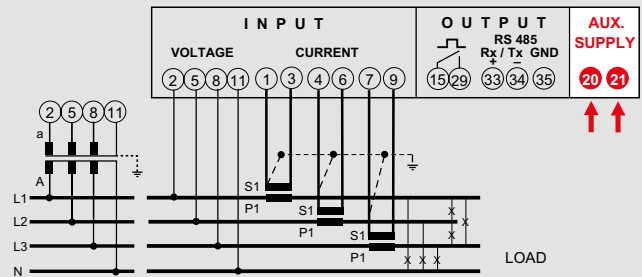 INPUT OUTPUT AUX.
SUPPLY
VOLTAGE CURRENT RS 485
Rx / Tx GND
+ –
2 5 8 11 1 3 4 6 7 9 15 29 33 34 35 20 21
2 5 8 11
a
A
S1
L1
P1
S1
L2
P1
S1
L3
P1
N
x
x
x x x
LOAD